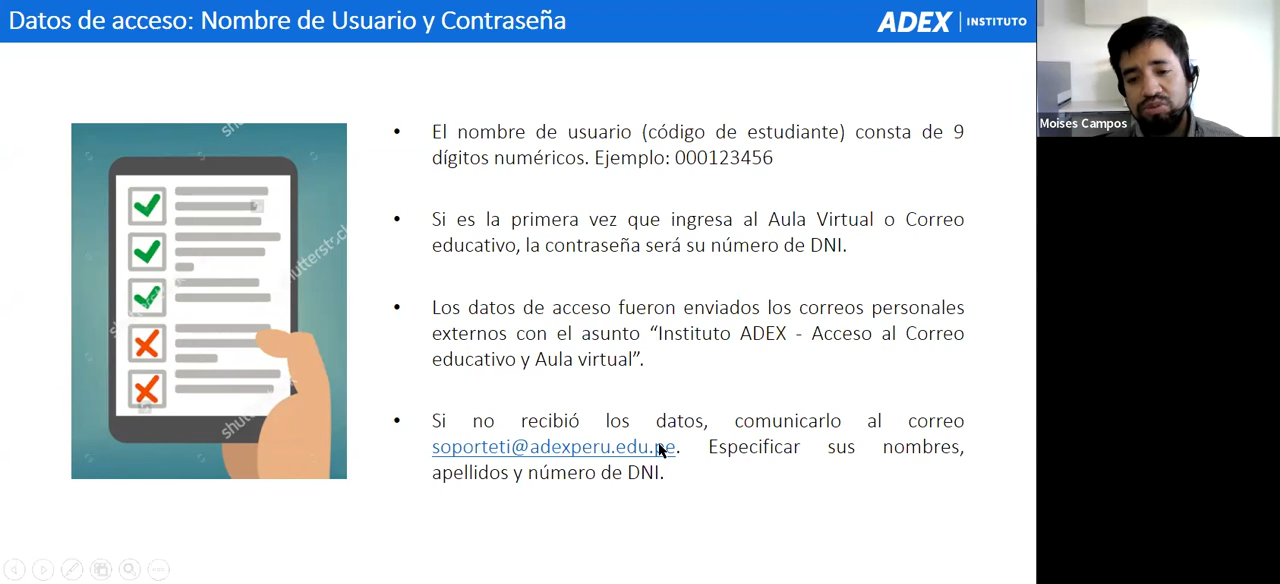 Datos de acceso: Nombre de Usuario y Contraseña
ADEX | INSTITUTO
Moises Campos
• El nombre de usuario (código de estudiante) consta de 9
dígitos numéricos. Ejemplo: 000123456
• Si es la primera vez que ingresa al Aula Virtual o Correo
educativo, la contraseña será su número de DNI.
• Los datos de acceso fueron enviados los correos personales
externos con el asunto “Instituto ADEX - Acceso al Correo
educativo y Aula virtual”.
• Si no recibió los datos, comunicarlo al correo
soporteti@adexperu.edu.pe. Especificar sus nombres,
apellidos y número de DNI.
shutterstock